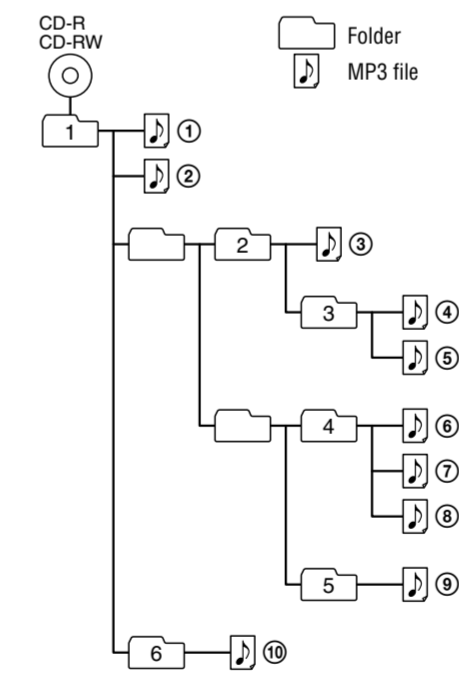 CD-R
CD-RW
Folder
MP3 file
1 ①
②
2 ③
3 ④
⑤
4 ⑥
⑦
⑧
5 ⑨
6 ⑩